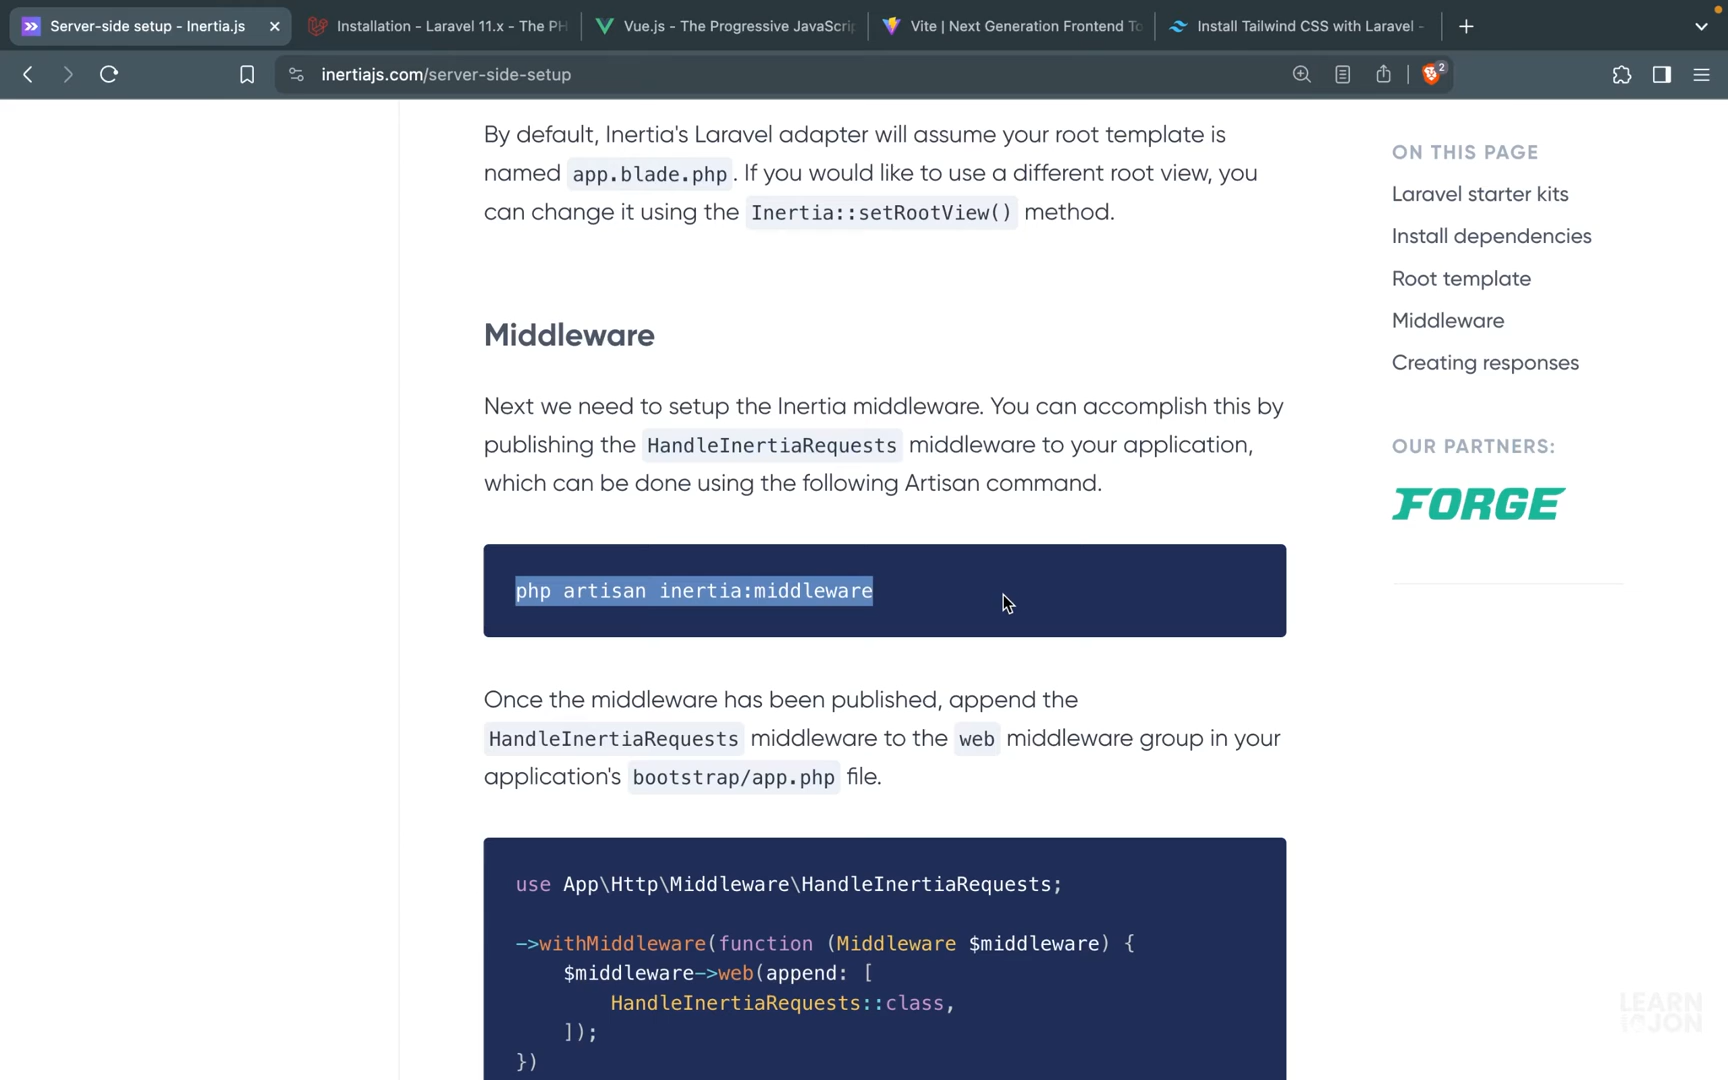 Server-side setup - Inertia.js
Installation - Laravel 11.x - The PH
Vue.js - The Progressive JavaScri
Vite | Next Generation Frontend To
Install Tailwind CSS with Laravel -
inertiajs.com/server-side-setup
2
By default, Inertia's Laravel adapter will assume your root template is
named app.blade.php. If you would like to use a different root view, you
can change it using the Inertia::setRootView() method.
Middleware
Next we need to setup the Inertia middleware. You can accomplish this by
publishing the HandleInertiaRequests middleware to your application,
which can be done using the following Artisan command.
php artisan inertia:middleware
Once the middleware has been published, append the
HandleInertiaRequests middleware to the web middleware group in your
application's bootstrap/app.php file.
use App\Http\Middleware\HandleInertiaRequests;
->withMiddleware(function (Middleware $middleware) {
$middleware->web(append: [
HandleInertiaRequests::class,
]);
})
ON THIS PAGE
Laravel starter kits
Install dependencies
Root template
Middleware
Creating responses
OUR PARTNERS:
FORGE
LEARN
JON